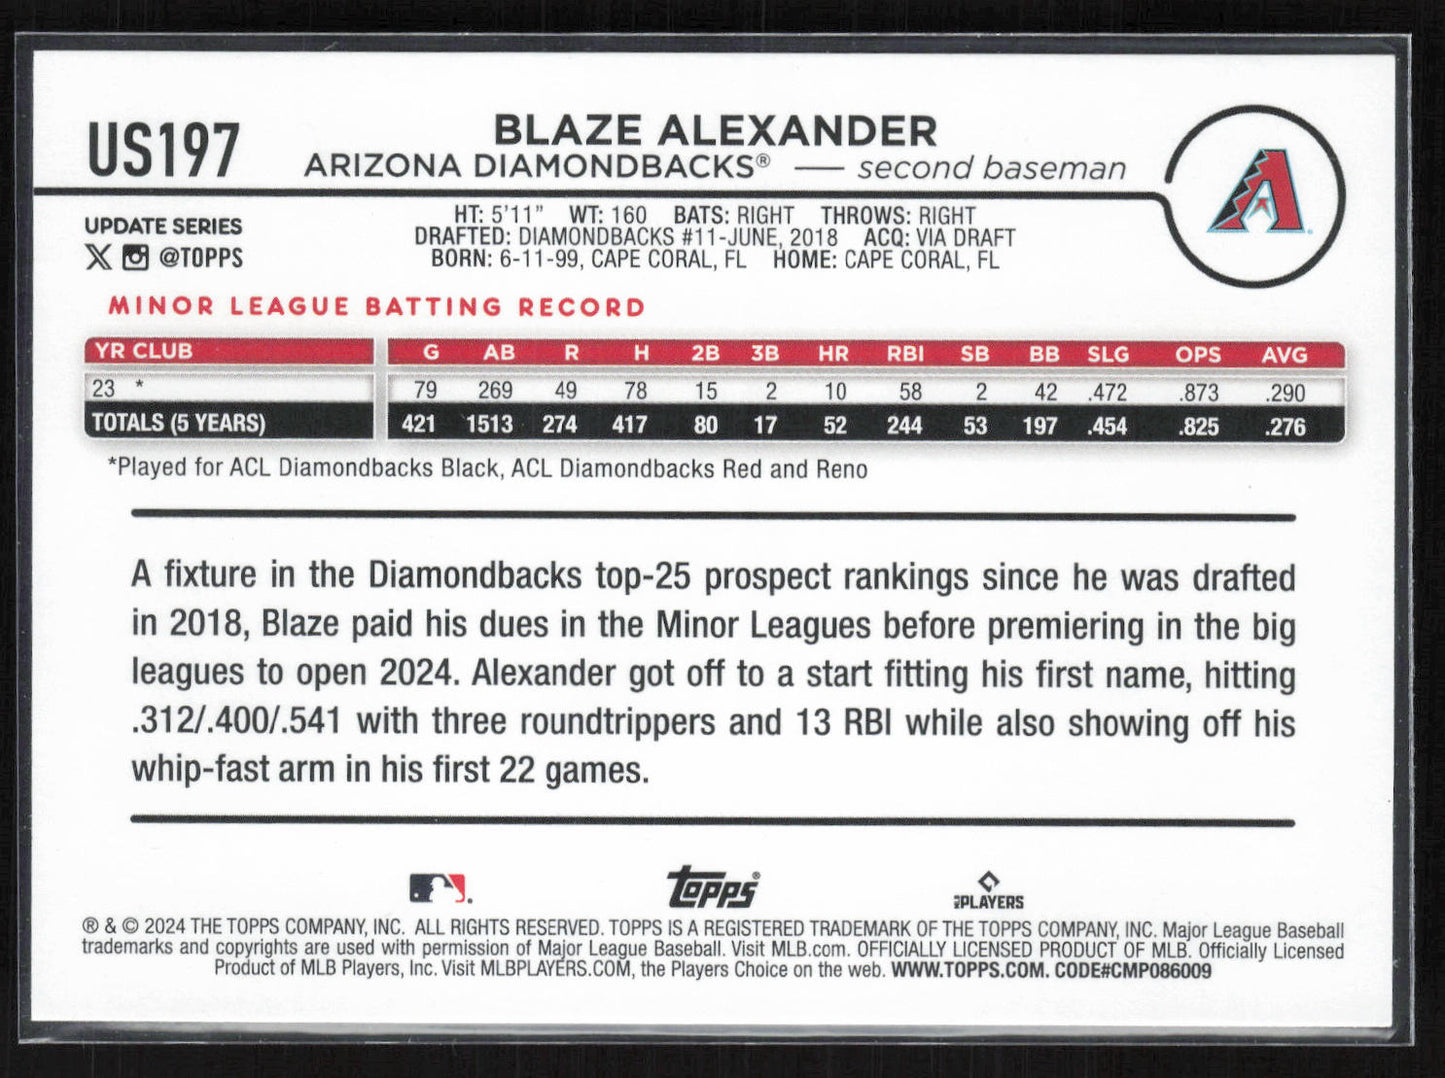 US197
BLAZE ALEXANDER
ARIZONA DIAMONDBACKS® — second baseman
UPDATE SERIES
@TOPPS
HT: 5'11" WT: 160 BATS: RIGHT THROWS: RIGHT
DRAFTED: DIAMONDBACKS #11-JUNE, 2018 ACQ: VIA DRAFT
BORN: 6-11-99, CAPE CORAL, FL HOME: CAPE CORAL, FL
MINOR LEAGUE BATTING RECORD
YR CLUB G AB R H 2B 3B HR RBI SB BB SLG OPS AVG
23 * 79 269 49 78 15 2 10 58 2 42 .472 .873 .290
TOTALS (5 YEARS) 421 1513 274 417 80 17 52 244 53 197 .454 .825 .276
*Played for ACL Diamondbacks Black, ACL Diamondbacks Red and Reno
A fixture in the Diamondbacks top-25 prospect rankings since he was drafted
in 2018, Blaze paid his dues in the Minor Leagues before premiering in the big
leagues to open 2024. Alexander got off to a start fitting his first name, hitting
.312/.400/.541 with three roundtrippers and 13 RBI while also showing off his
whip-fast arm in his first 22 games.
topps®
PLAYERS
® & © 2024 THE TOPPS COMPANY, INC. ALL RIGHTS RESERVED. TOPPS IS A REGISTERED TRADEMARK OF THE TOPPS COMPANY, INC. Major League Baseball
trademarks and copyrights are used with permission of Major League Baseball. Visit MLB.com. OFFICIALLY LICENSED PRODUCT OF MLB. Officially Licensed
Product of MLB Players, Inc. Visit MLBPLAYERS.COM, the Players Choice on the web. WWW.TOPPS.COM. CODE#CMP086009